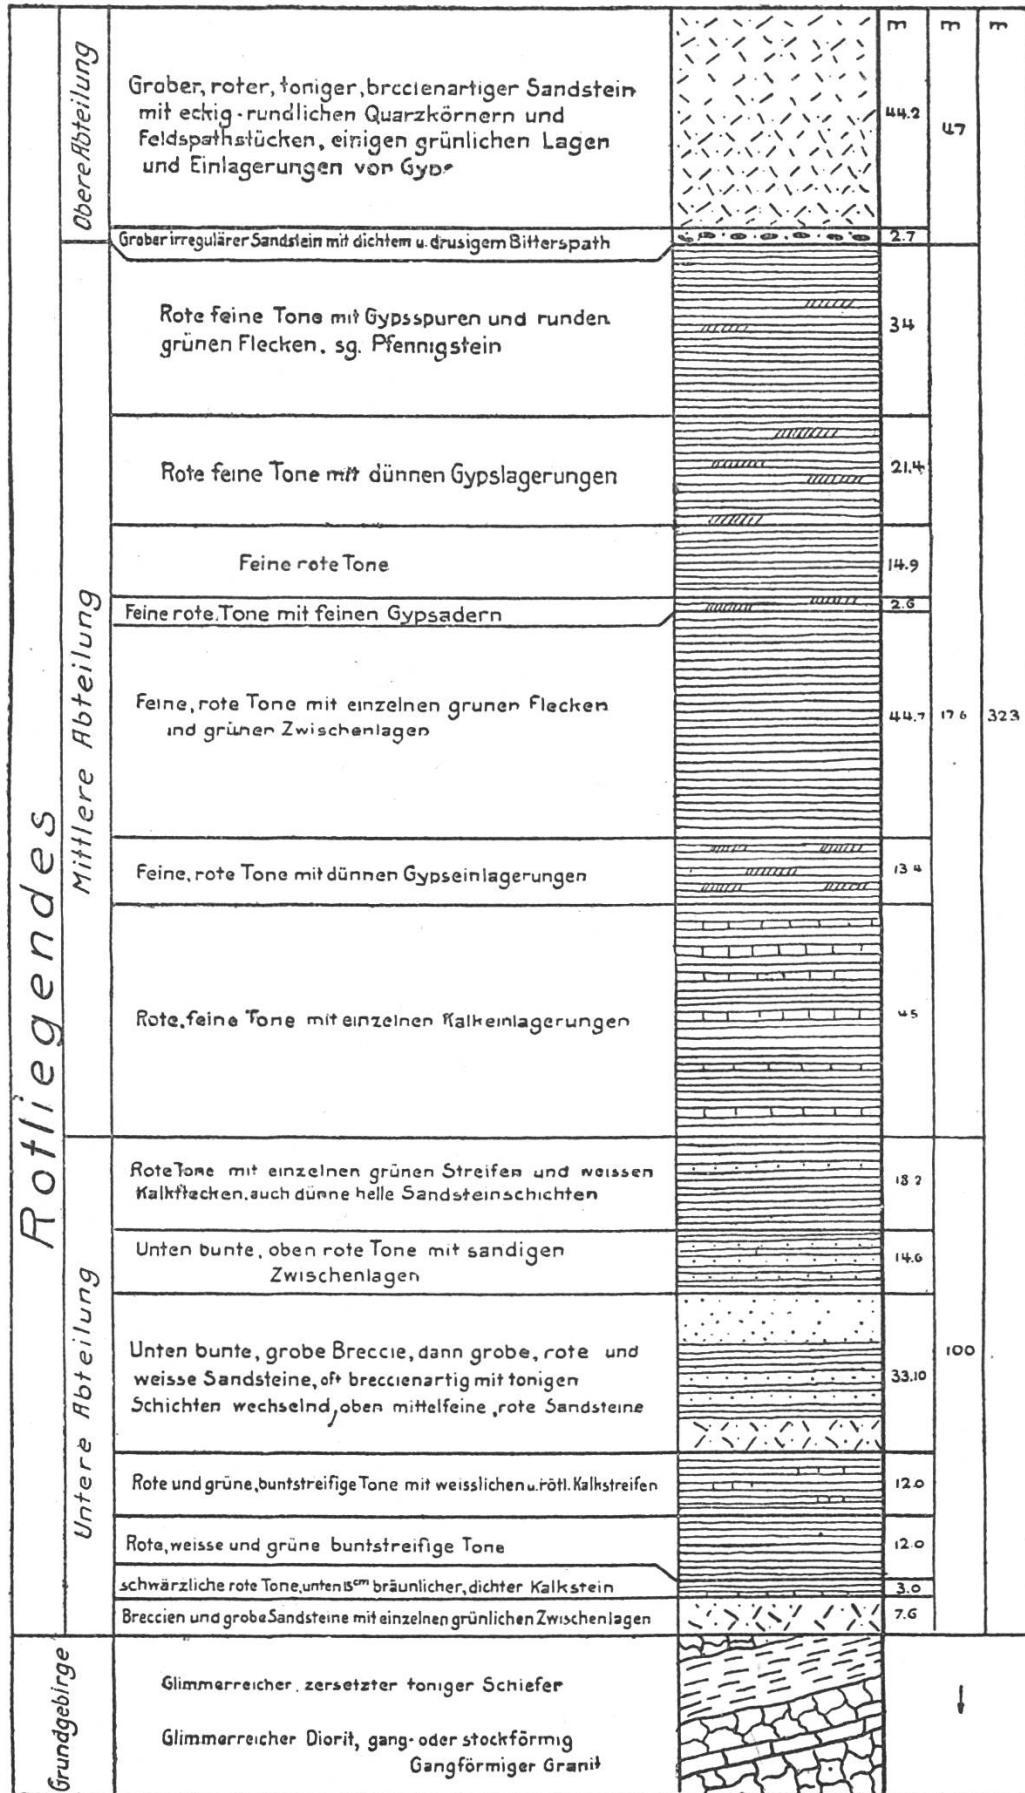 m m m
Rotliegendes
Obere Abteilung
Grober, roter, toniger, breccienartiger Sandstein
mit eckig-rundlichen Quarzkörnern und
Feldspathstücken, einigen grünlichen Lagen
und Einlagerungen von Gyps
44.2
47
Grober irregulärer Sandstein mit dichtem u. drusigem Bitterspath
2.7
Mittlere Abteilung
Rote feine Tone mit Gypsspuren und runden
grünen Flecken, sg. Pfennigstein
34
Rote feine Tone mit dünnen Gypslagerungen
21.4
Feine rote Tone
14.9
Feine rote Tone mit feinen Gypsadern
2.6
Feine, rote Tone mit einzelnen grunen Flecken
und grüner Zwischenlagen
44.7
176
323
Feine, rote Tone mit dünnen Gypseinlagerungen
13 4
Rote, feine Tone mit einzelnen Kalkeinlagerungen
45
Untere Abteilung
Rote Tone mit einzelnen grünen Streifen und weissen
Kalkflecken, auch dünne helle Sandsteinschichten
18 2
Unten bunte, oben rote Tone mit sandigen
Zwischenlagen
14.6
Unten bunte, grobe Breccie, dann grobe, rote und
weisse Sandsteine, oft breccienartig mit tonigen
Schichten wechselnd, oben mittelfeine, rote Sandsteine
33.10
100
Rote und grüne, buntstreifige Tone mit weisslichen u. rötl. Kalkstreifen
12.0
Rote, weisse und grüne buntstreifige Tone
12.0
schwärzliche rote Tone, unten 15cm bräunlicher, dichter Kalkstein
3.0
Breccien und grobe Sandsteine mit einzelnen grünlichen Zwischenlagen
7.6
Grundgebirge
Glimmerreicher, zersetzter toniger Schiefer
Glimmerreicher Diorit, gang- oder stockförmig
Gangförmiger Granit